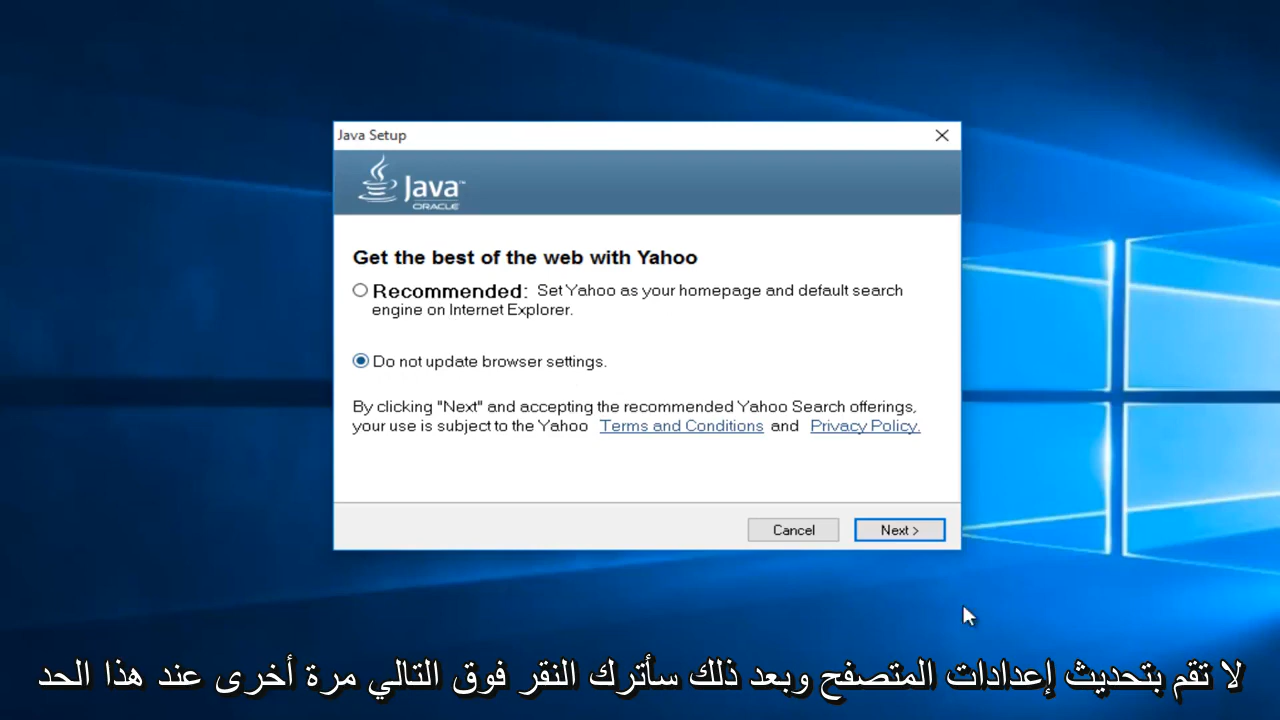 Java Setup
Java™
ORACLE
Get the best of the web with Yahoo
Recommended: Set Yahoo as your homepage and default search
engine on Internet Explorer.
Do not update browser settings.
By clicking "Next" and accepting the recommended Yahoo Search offerings,
your use is subject to the Yahoo Terms and Conditions and Privacy Policy.
Cancel Next >
لا تقم بتحديث إعدادات المتصفح وبعد ذلك سأترك النقر فوق التالي مرة أخرى عند هذا الحد